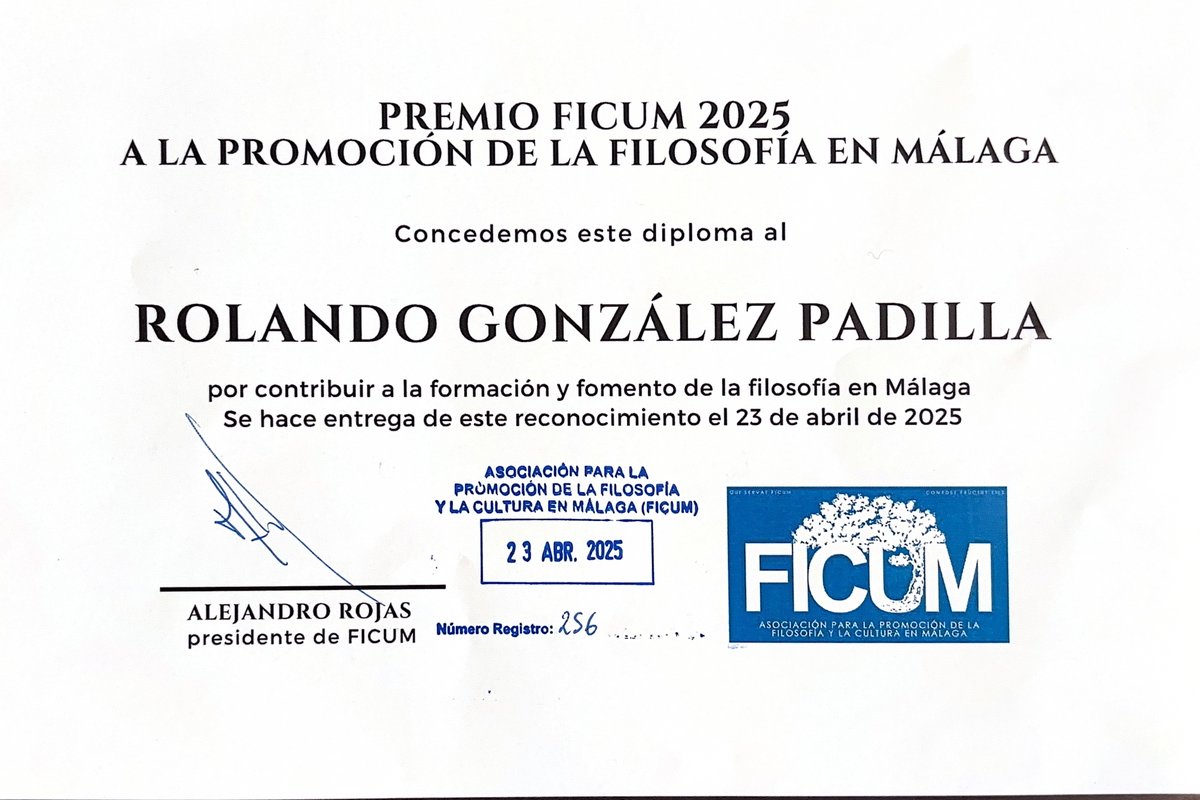 PREMIO FICUM 2025
A LA PROMOCIÓN DE LA FILOSOFÍA EN MÁLAGA
Concedemos este diploma al
ROLANDO GONZÁLEZ PADILLA
por contribuir a la formación y fomento de la filosofía en Málaga
Se hace entrega de este reconocimiento el 23 de abril de 2025
ASOCIACIÓN PARA LA
PROMOCIÓN DE LA FILOSOFÍA
Y LA CULTURA EN MÁLAGA (FICUM)
23 ABR. 2025
Número Registro: 256
ALEJANDRO ROJAS
presidente de FICUM
FICUM
ASOCIACIÓN PARA LA PROMOCIÓN DE LA
FILOSOFÍA Y LA CULTURA EN MÁLAGA